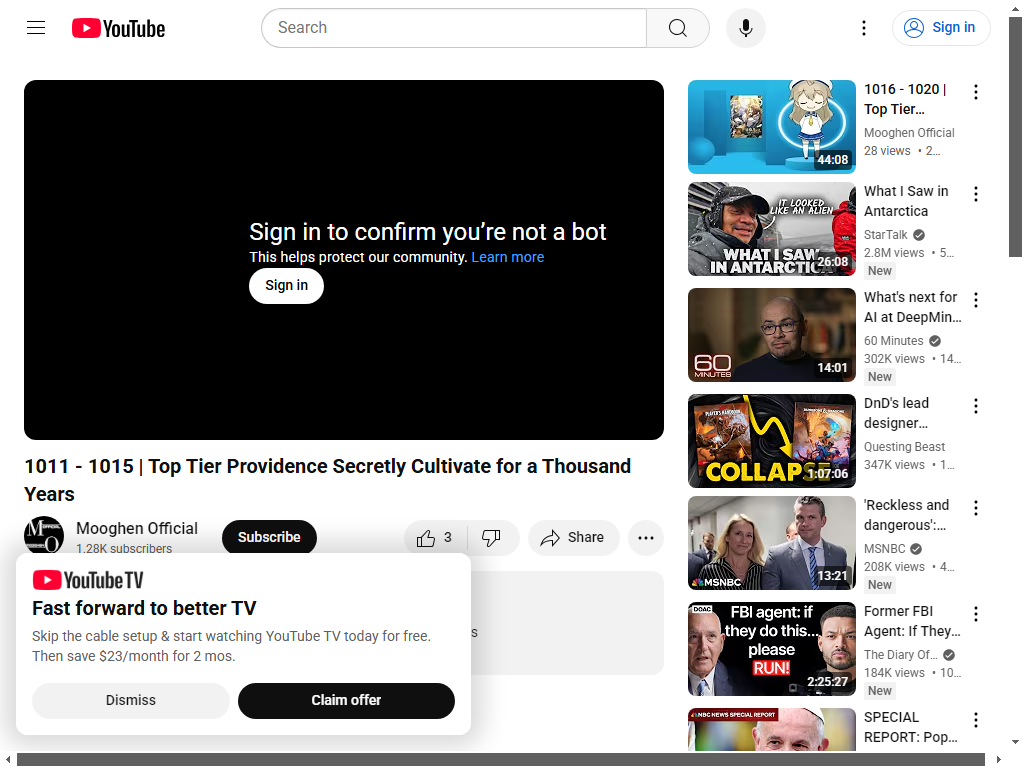 YouTube
Search
Sign in
Sign in to confirm you’re not a bot
This helps protect our community. Learn more
Sign in
1011 - 1015 | Top Tier Providence Secretly Cultivate for a Thousand
Years
Mooghen Official
1.28K subscribers
Subscribe
3
Share
s
YouTube TV
Fast forward to better TV
Skip the cable setup & start watching YouTube TV today for free.
Then save $23/month for 2 mos.
Dismiss
Claim offer
44:08
1016 - 1020 |
Top Tier...
Mooghen Official
28 views • 2...
IT LOOKED
LIKE AN ALIEN
WHAT I SAW
IN ANTARCTICA
26:08
What I Saw in
Antarctica
StarTalk
2.8M views • 5...
New
60
MINUTES
14:01
What's next for
AI at DeepMin...
60 Minutes
302K views • 14...
New
PLAYER'S HANDBOOK
DUNGEONS & DRAGONS
COLLAPSE
1:07:06
DnD's lead
designer...
Questing Beast
347K views • 1...
MSNBC
13:21
'Reckless and
dangerous':...
MSNBC
208K views • 4...
New
DOAC
FBI agent: if
they do this...
please
RUN!
2:25:27
Former FBI
Agent: If They...
The Diary Of...
184K views • 10...
New
NBC NEWS SPECIAL REPORT
SPECIAL
REPORT: Pop...